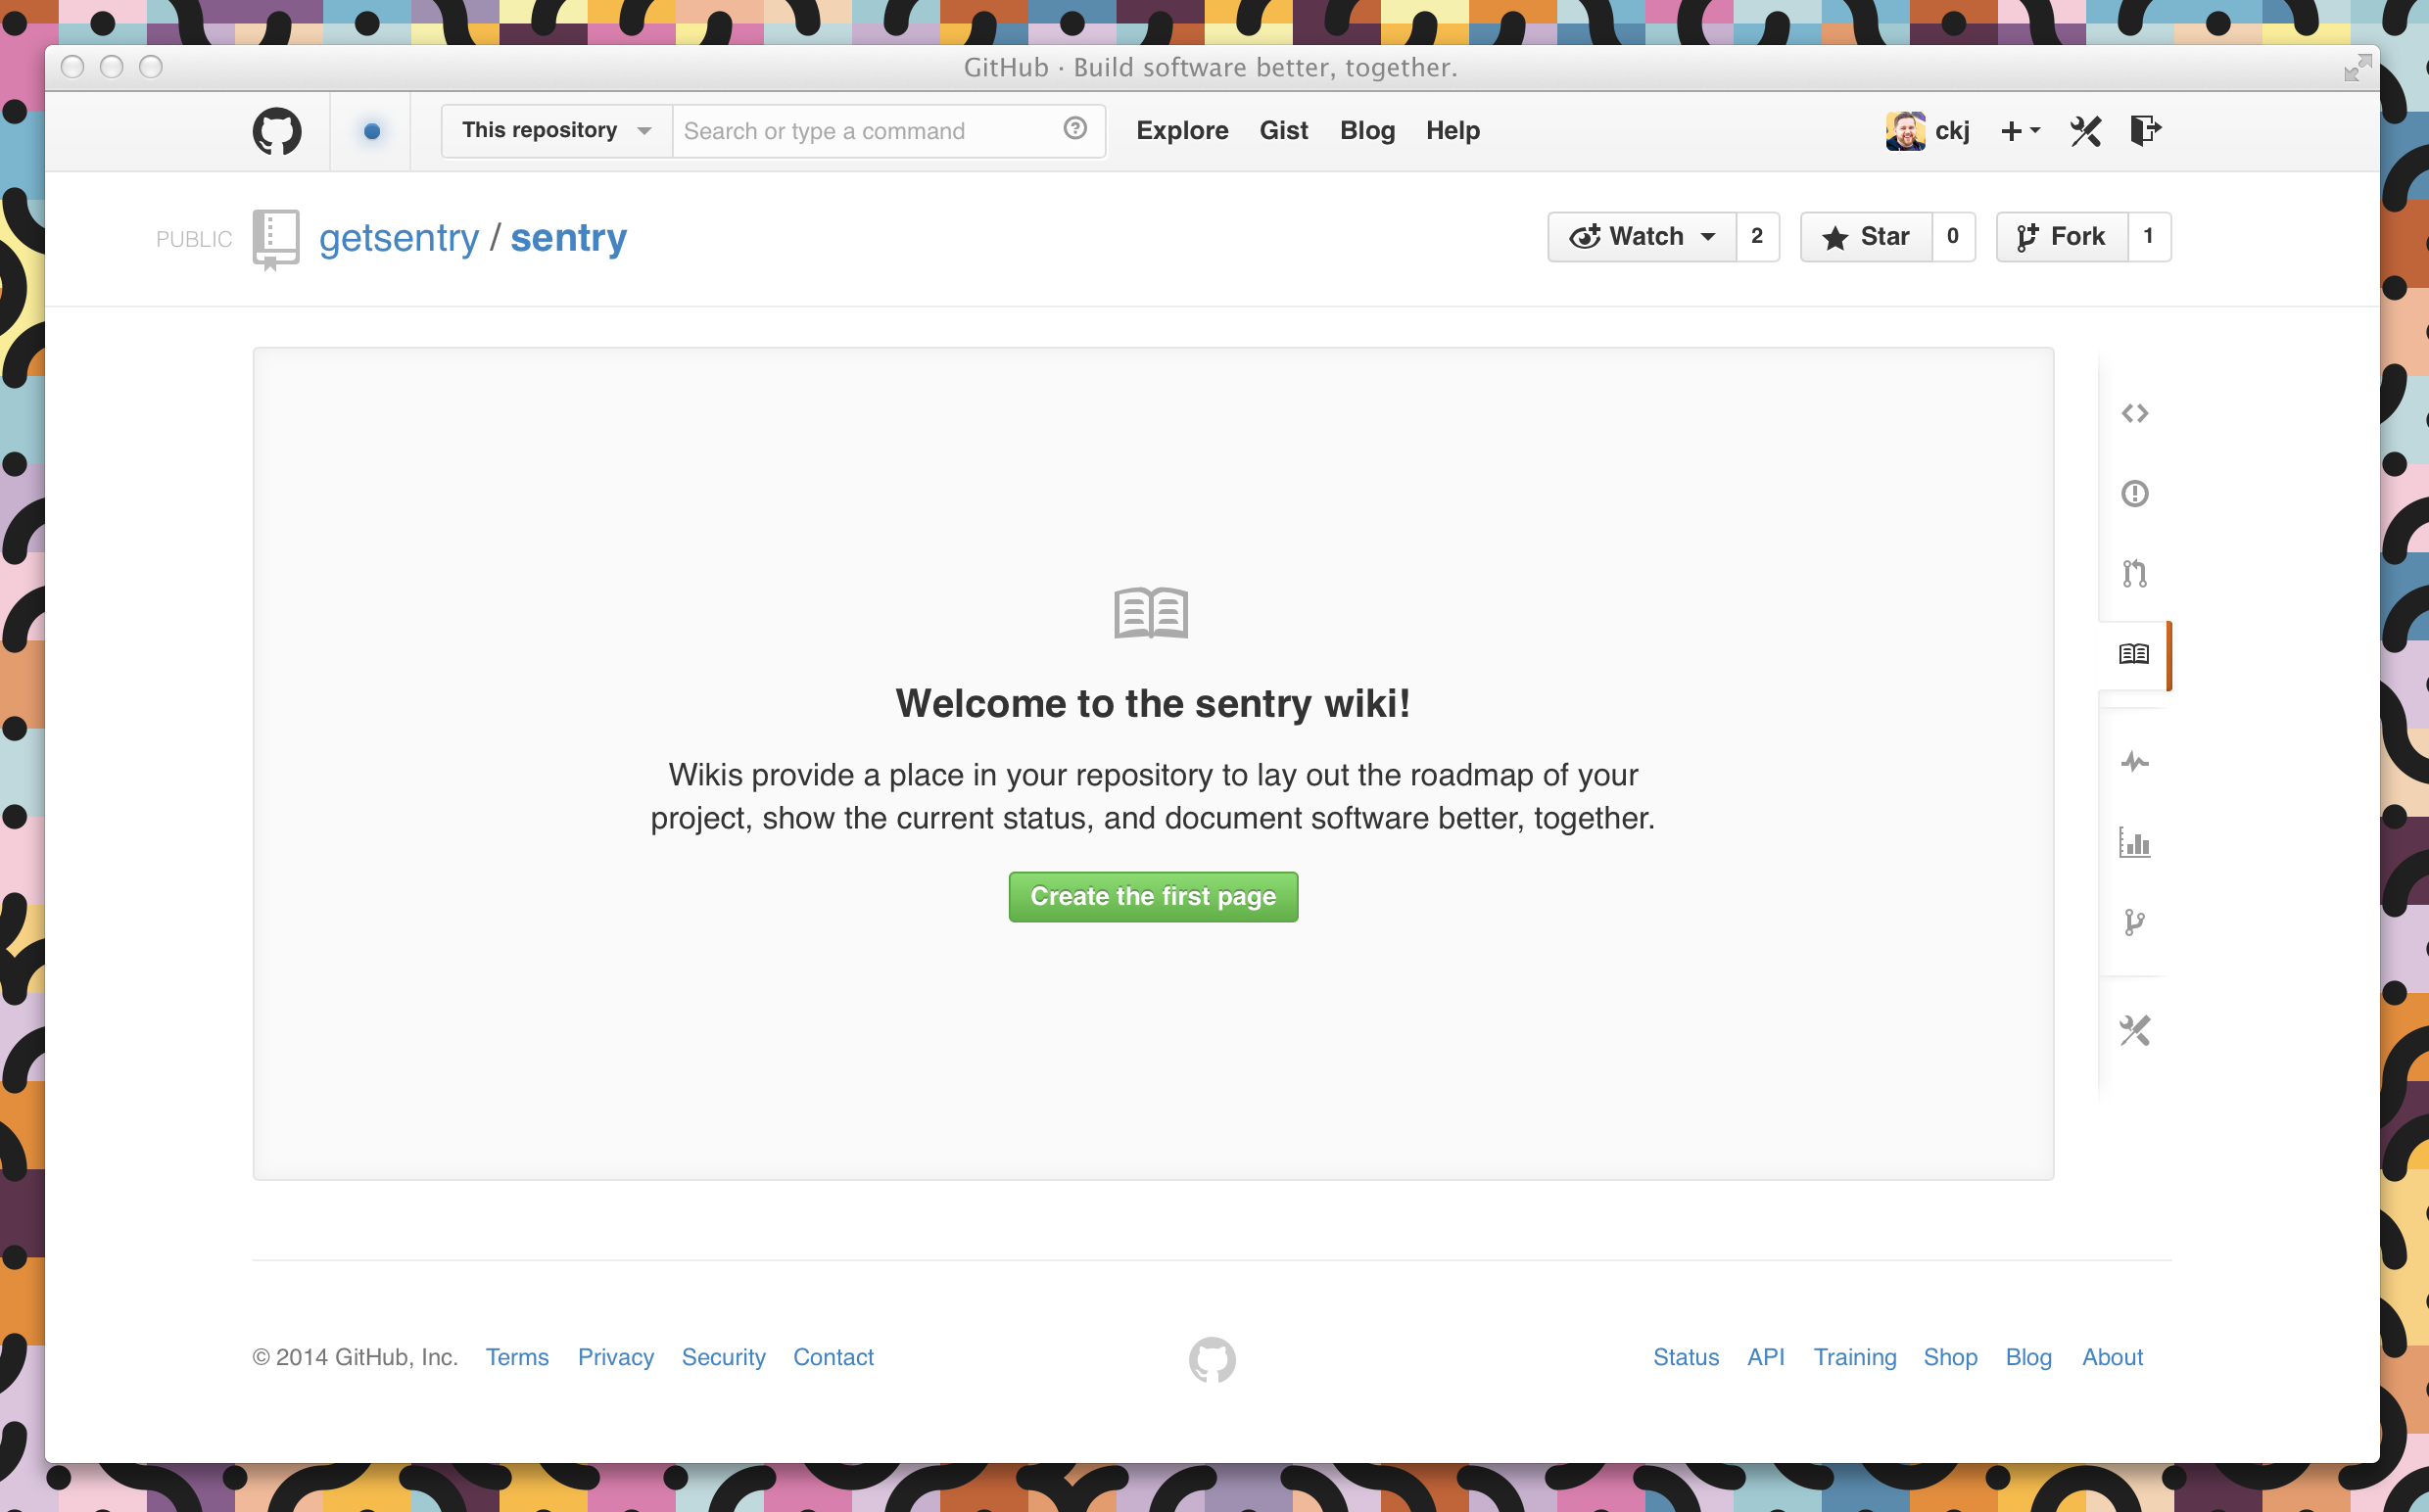 GitHub · Build software better, together.
This repository Search or type a command Explore Gist Blog Help ckj
PUBLIC getsentry / sentry Watch 2 Star 0 Fork 1
Welcome to the sentry wiki!
Wikis provide a place in your repository to lay out the roadmap of your
project, show the current status, and document software better, together.
Create the first page
© 2014 GitHub, Inc. Terms Privacy Security Contact Status API Training Shop Blog About